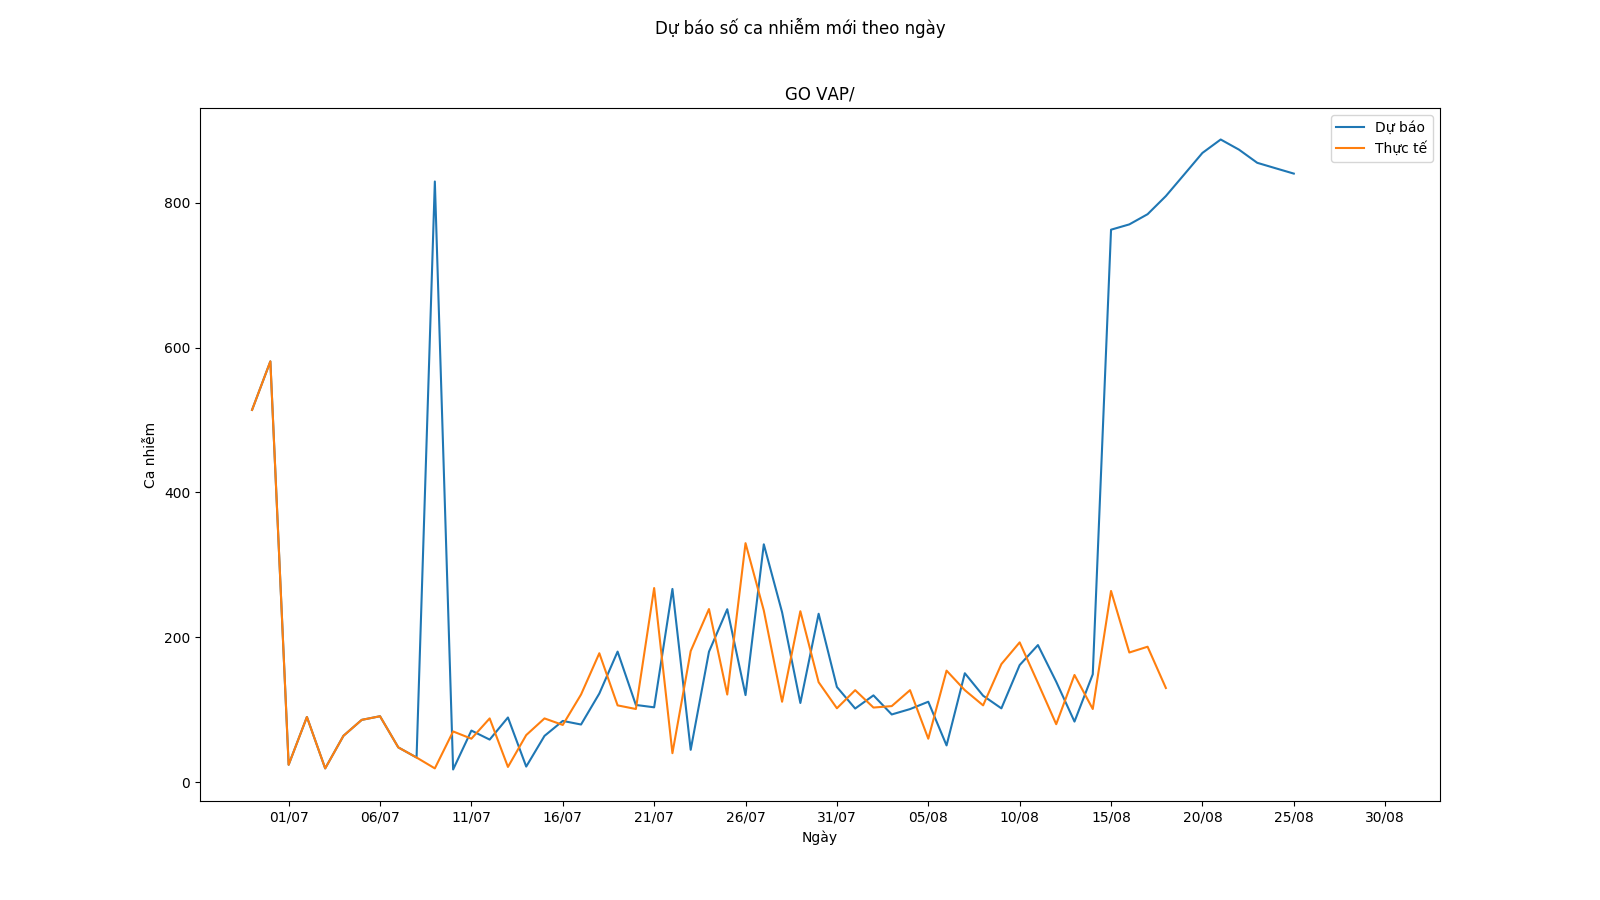 Dự báo số ca nhiễm mới theo ngày
GO VAP/
Dự báo
Thực tế
800
600
400
200
0
Ca nhiễm
01/07 06/07 11/07 16/07 21/07 26/07 31/07 05/08 10/08 15/08 20/08 25/08 30/08
Ngày